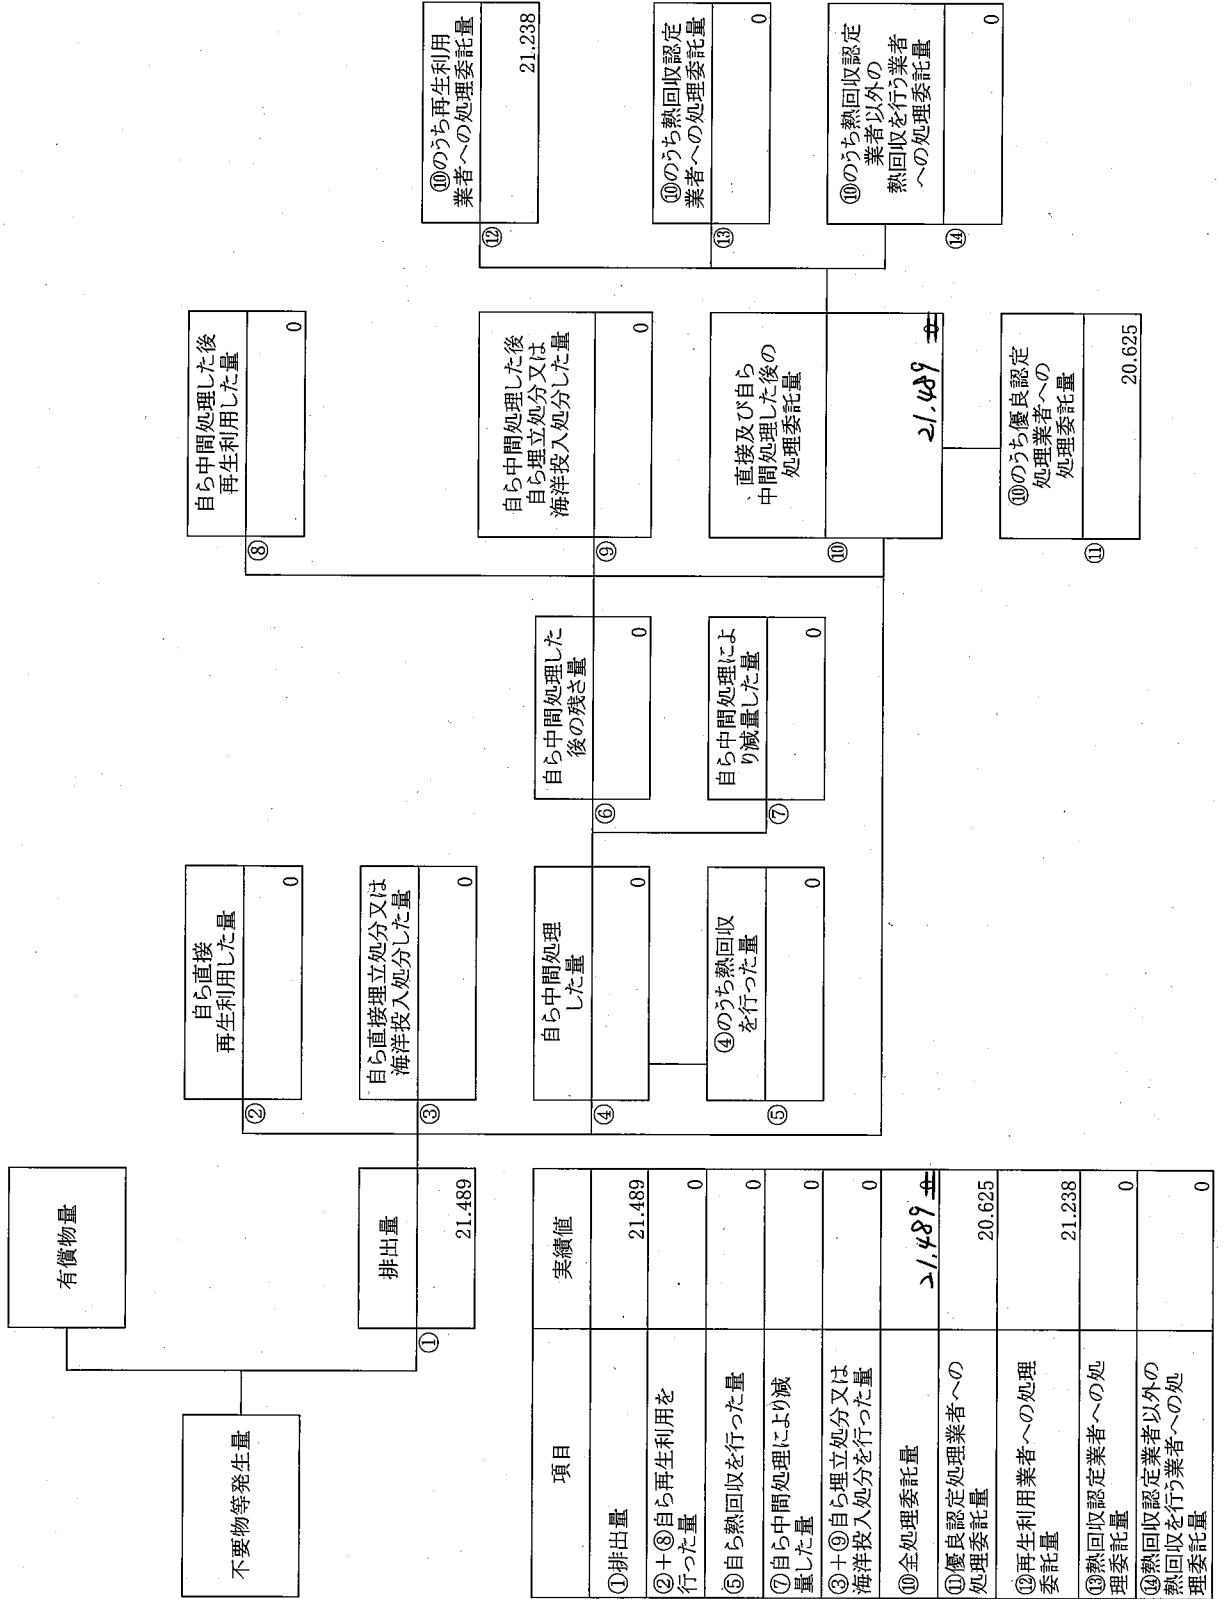 不要物等発生量
有償物量
排出量
①
21.489
自ら直接
再生利用した量
②
0
自ら直接埋立処分又は
海洋投入処分した量
③
0
自ら中間処理
した量
④
0
④のうち熱回収
を行った量
⑤
0
自ら中間処理した
後の残さ量
⑥
0
自ら中間処理によ
り減量した量
⑦
0
自ら中間処理した後
再生利用した量
⑧
0
自ら中間処理した後
自ら埋立処分又は
海洋投入処分した量
⑨
0
直接及び自ら
中間処理した後の
処理委託量
⑩
21.489 0
⑩のうち優良認定
処理業者への
処理委託量
⑪
20.625
⑩のうち再生利用
業者への処理委託量
⑫
21.238
⑩のうち熱回収認定
業者への処理委託量
⑬
0
⑩のうち熱回収認定
業者以外の
熱回収を行う業者
への処理委託量
⑭
0
項目 実績値
①排出量 21.489
②+⑧自ら再生利用を
行った量 0
⑤自ら熱回収を行った量 0
⑦自ら中間処理により減
量した量 0
③+⑨自ら埋立処分又は
海洋投入処分を行った量 0
⑩全処理委託量 21.489 0
⑪優良認定処理業者への
処理委託量 20.625
⑫再生利用業者への処理
委託量 21.238
⑬熱回収認定業者への処
理委託量 0
⑭熱回収認定業者以外の
熱回収を行う業者への処
理委託量 0